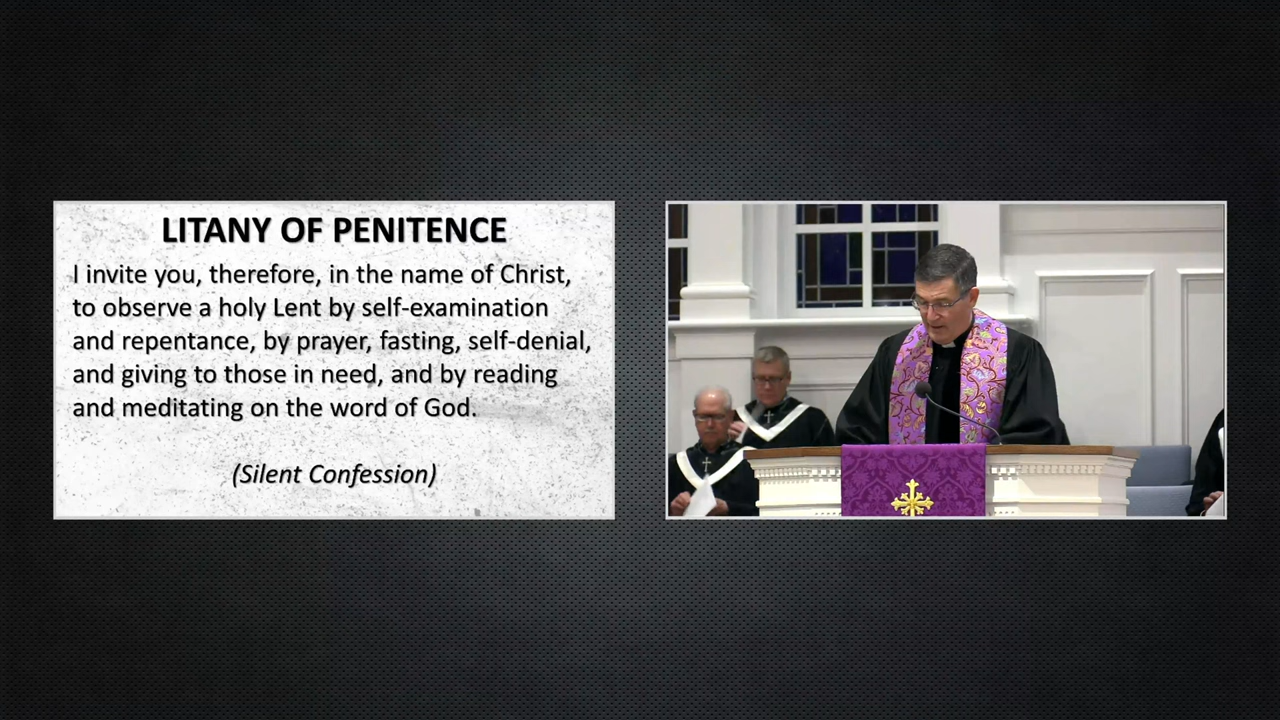 LITANY OF PENITENCE
I invite you, therefore, in the name of Christ,
to observe a holy Lent by self-examination
and repentance, by prayer, fasting, self-denial,
and giving to those in need, and by reading
and meditating on the word of God.
(Silent Confession)